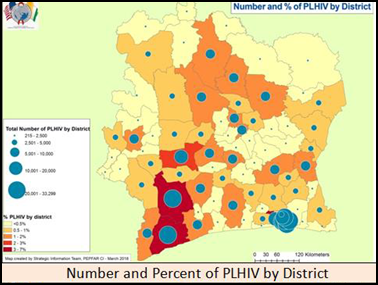 Number and % of PLHIV by District
Total Number of PLHIV by District
215 - 2,500
2,501 - 5,000
5,001 - 10,000
10,001 - 20,000
20,001 - 33,299
% PLHIV by district
<0.5%
0.5 - 1%
1 - 2%
2 - 3%
3 - 7%
0 30 60 120 Kilometers
Map created by Strategic Information Team, PEPFAR CI - March 2018
Number and Percent of PLHIV by District